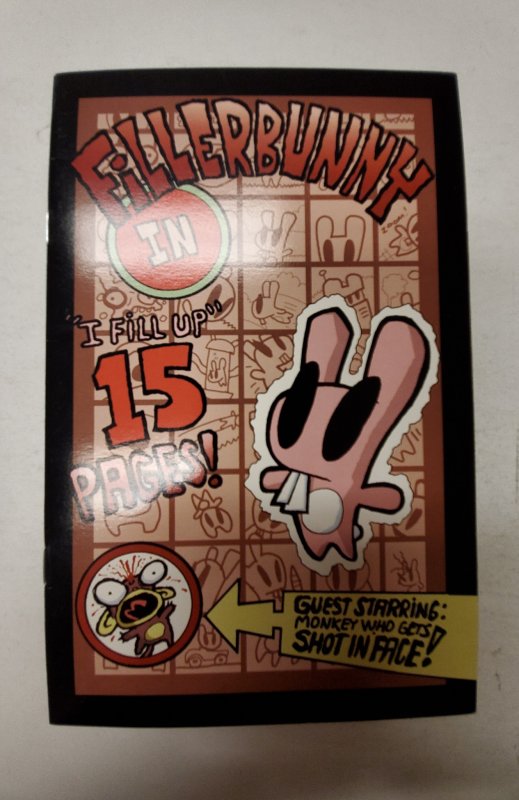 FiLLERBUNNY
IN
"I FiLL UP"
15
PAGES!
GUEST STARRiNG:
MONKEY WHO GETS
SHOT IN FACE!